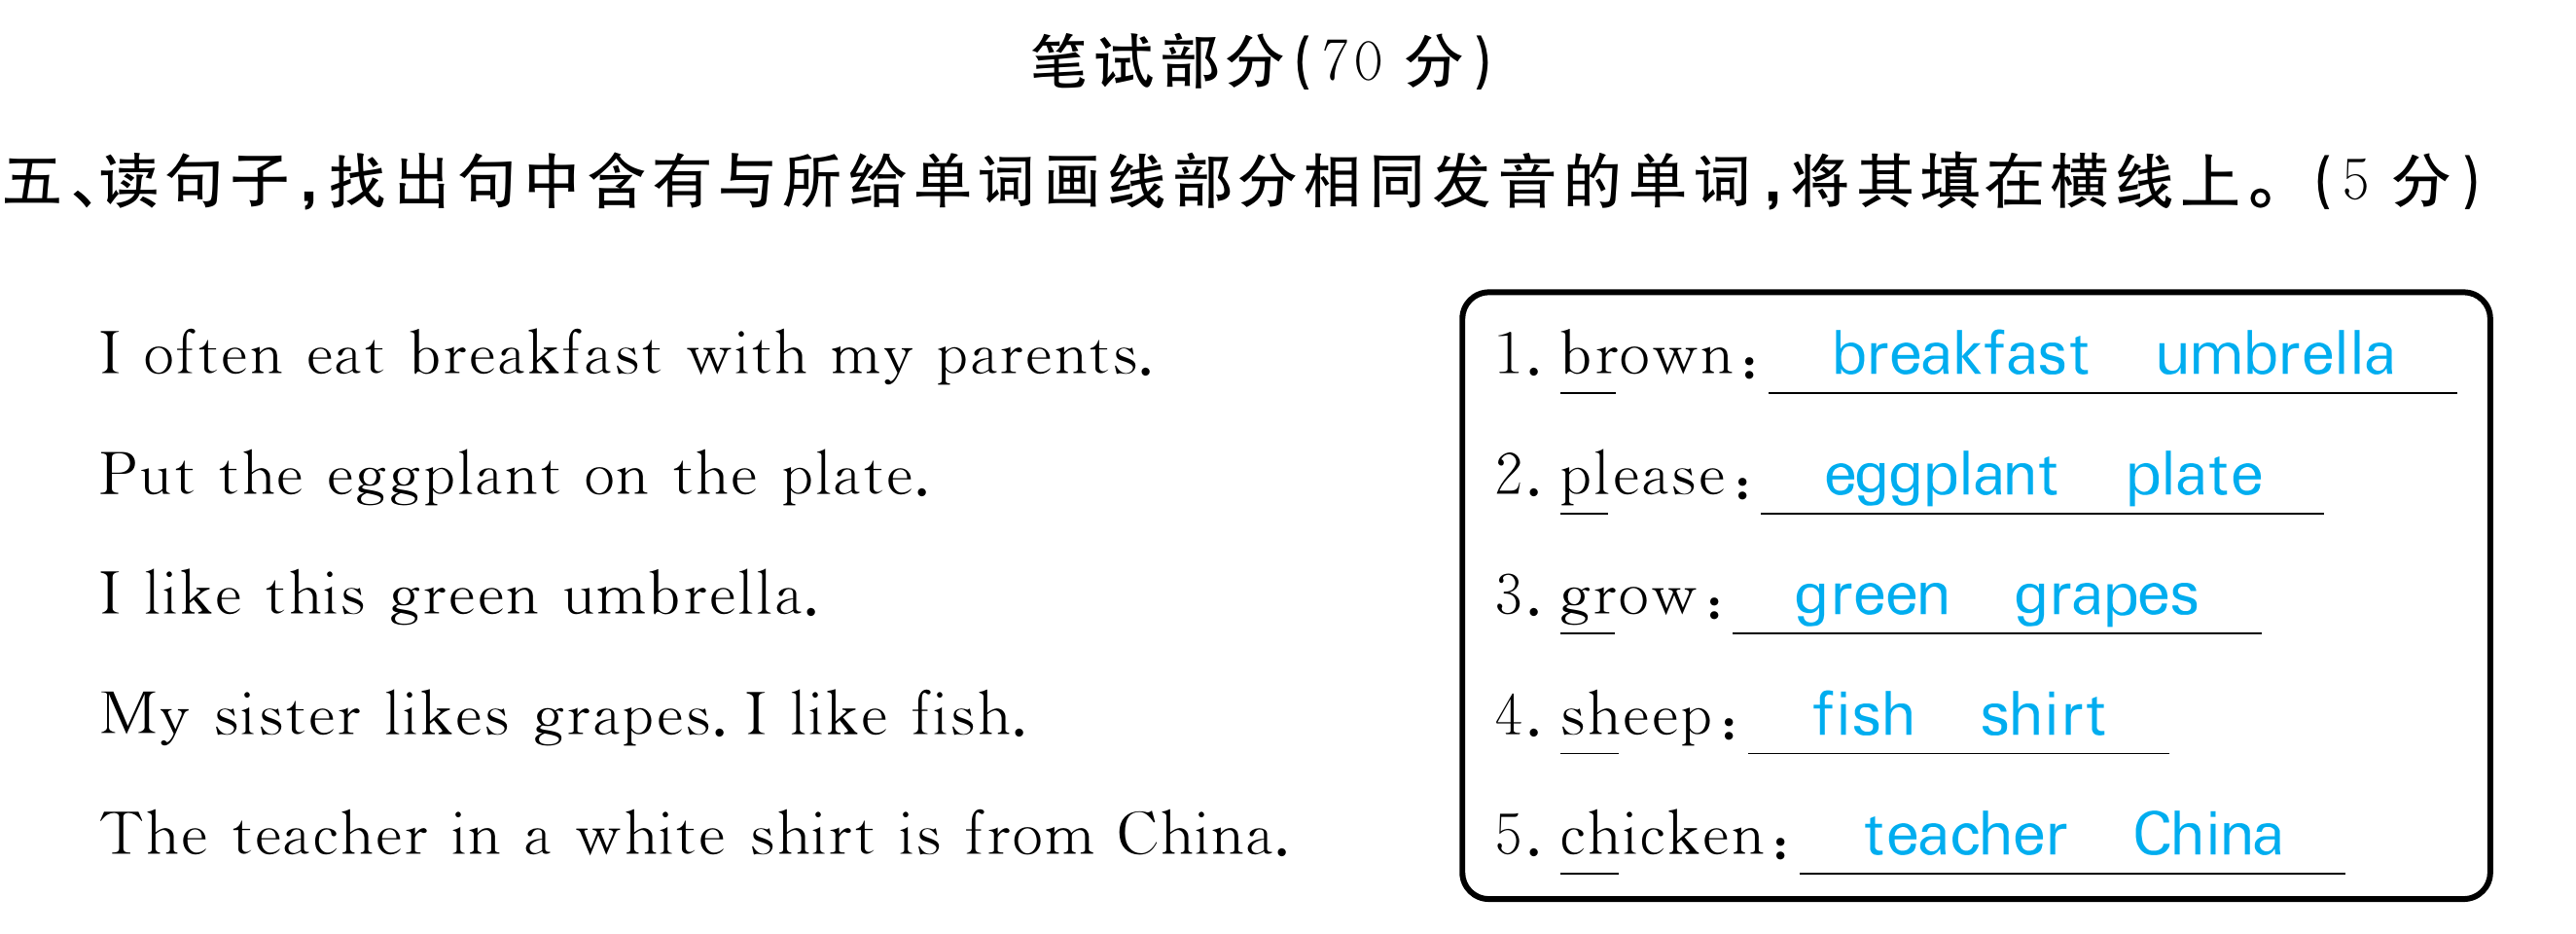 笔试部分(70 分)
五、读句子,找出句中含有与所给单词画线部分相同发音的单词,将其填在横线上。(5 分)
I often eat breakfast with my parents.
Put the eggplant on the plate.
I like this green umbrella.
My sister likes grapes. I like fish.
The teacher in a white shirt is from China.
1. brown: breakfast umbrella
2. please: eggplant plate
3. grow: green grapes
4. sheep: fish shirt
5. chicken: teacher China